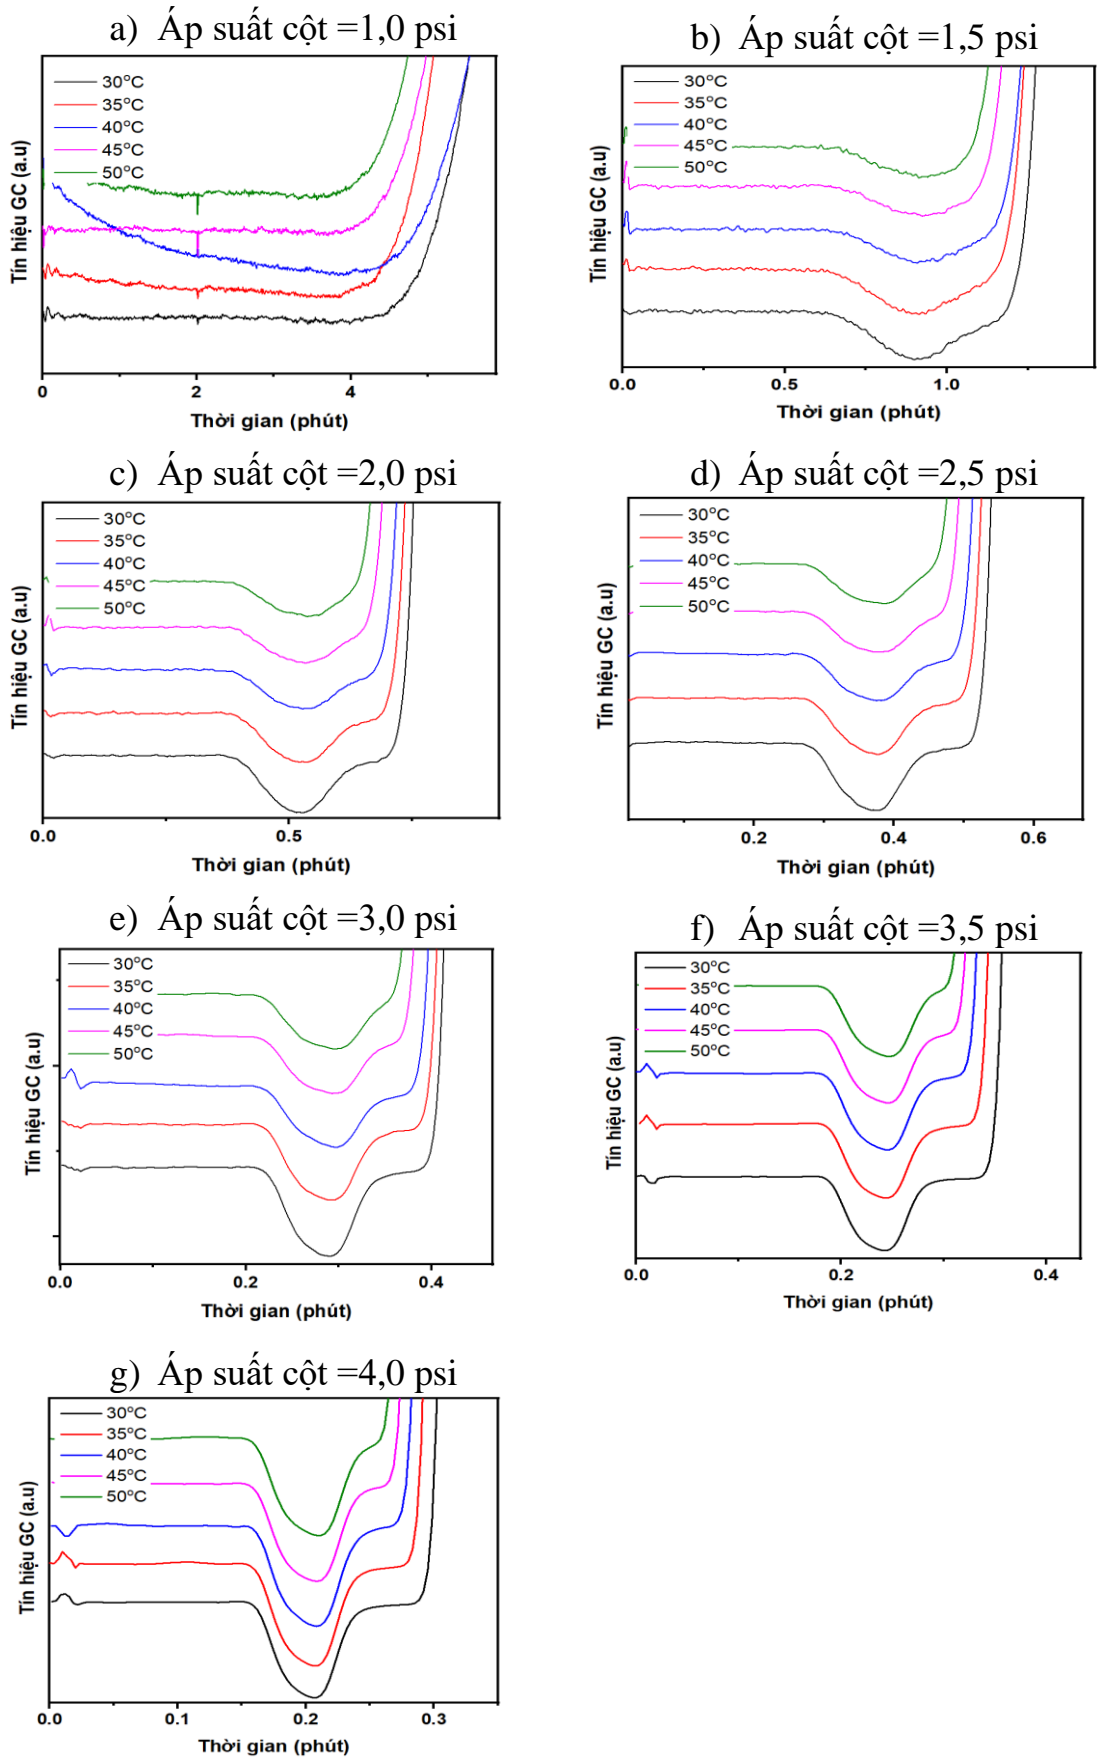 a) Áp suất cột =1,0 psi
30°C
35°C
40°C
45°C
50°C
Tín hiệu GC (a.u)
0 2 4
Thời gian (phút)
b) Áp suất cột =1,5 psi
30°C
35°C
40°C
45°C
50°C
Tín hiệu GC (a.u)
0.0 0.5 1.0
Thời gian (phút)
c) Áp suất cột =2,0 psi
30°C
35°C
40°C
45°C
50°C
Tín hiệu GC (a.u)
0.0 0.5
Thời gian (phút)
d) Áp suất cột =2,5 psi
30°C
35°C
40°C
45°C
50°C
Tín hiệu GC (a.u)
0.2 0.4 0.6
Thời gian (phút)
e) Áp suất cột =3,0 psi
30°C
35°C
40°C
45°C
50°C
Tín hiệu GC (a.u)
0.0 0.2 0.4
Thời gian (phút)
f) Áp suất cột =3,5 psi
30°C
35°C
40°C
45°C
50°C
Tín hiệu GC (a.u)
0.0 0.2 0.4
Thời gian (phút)
g) Áp suất cột =4,0 psi
30°C
35°C
40°C
45°C
50°C
Tín hiệu GC (a.u)
0.0 0.1 0.2 0.3
Thời gian (phút)